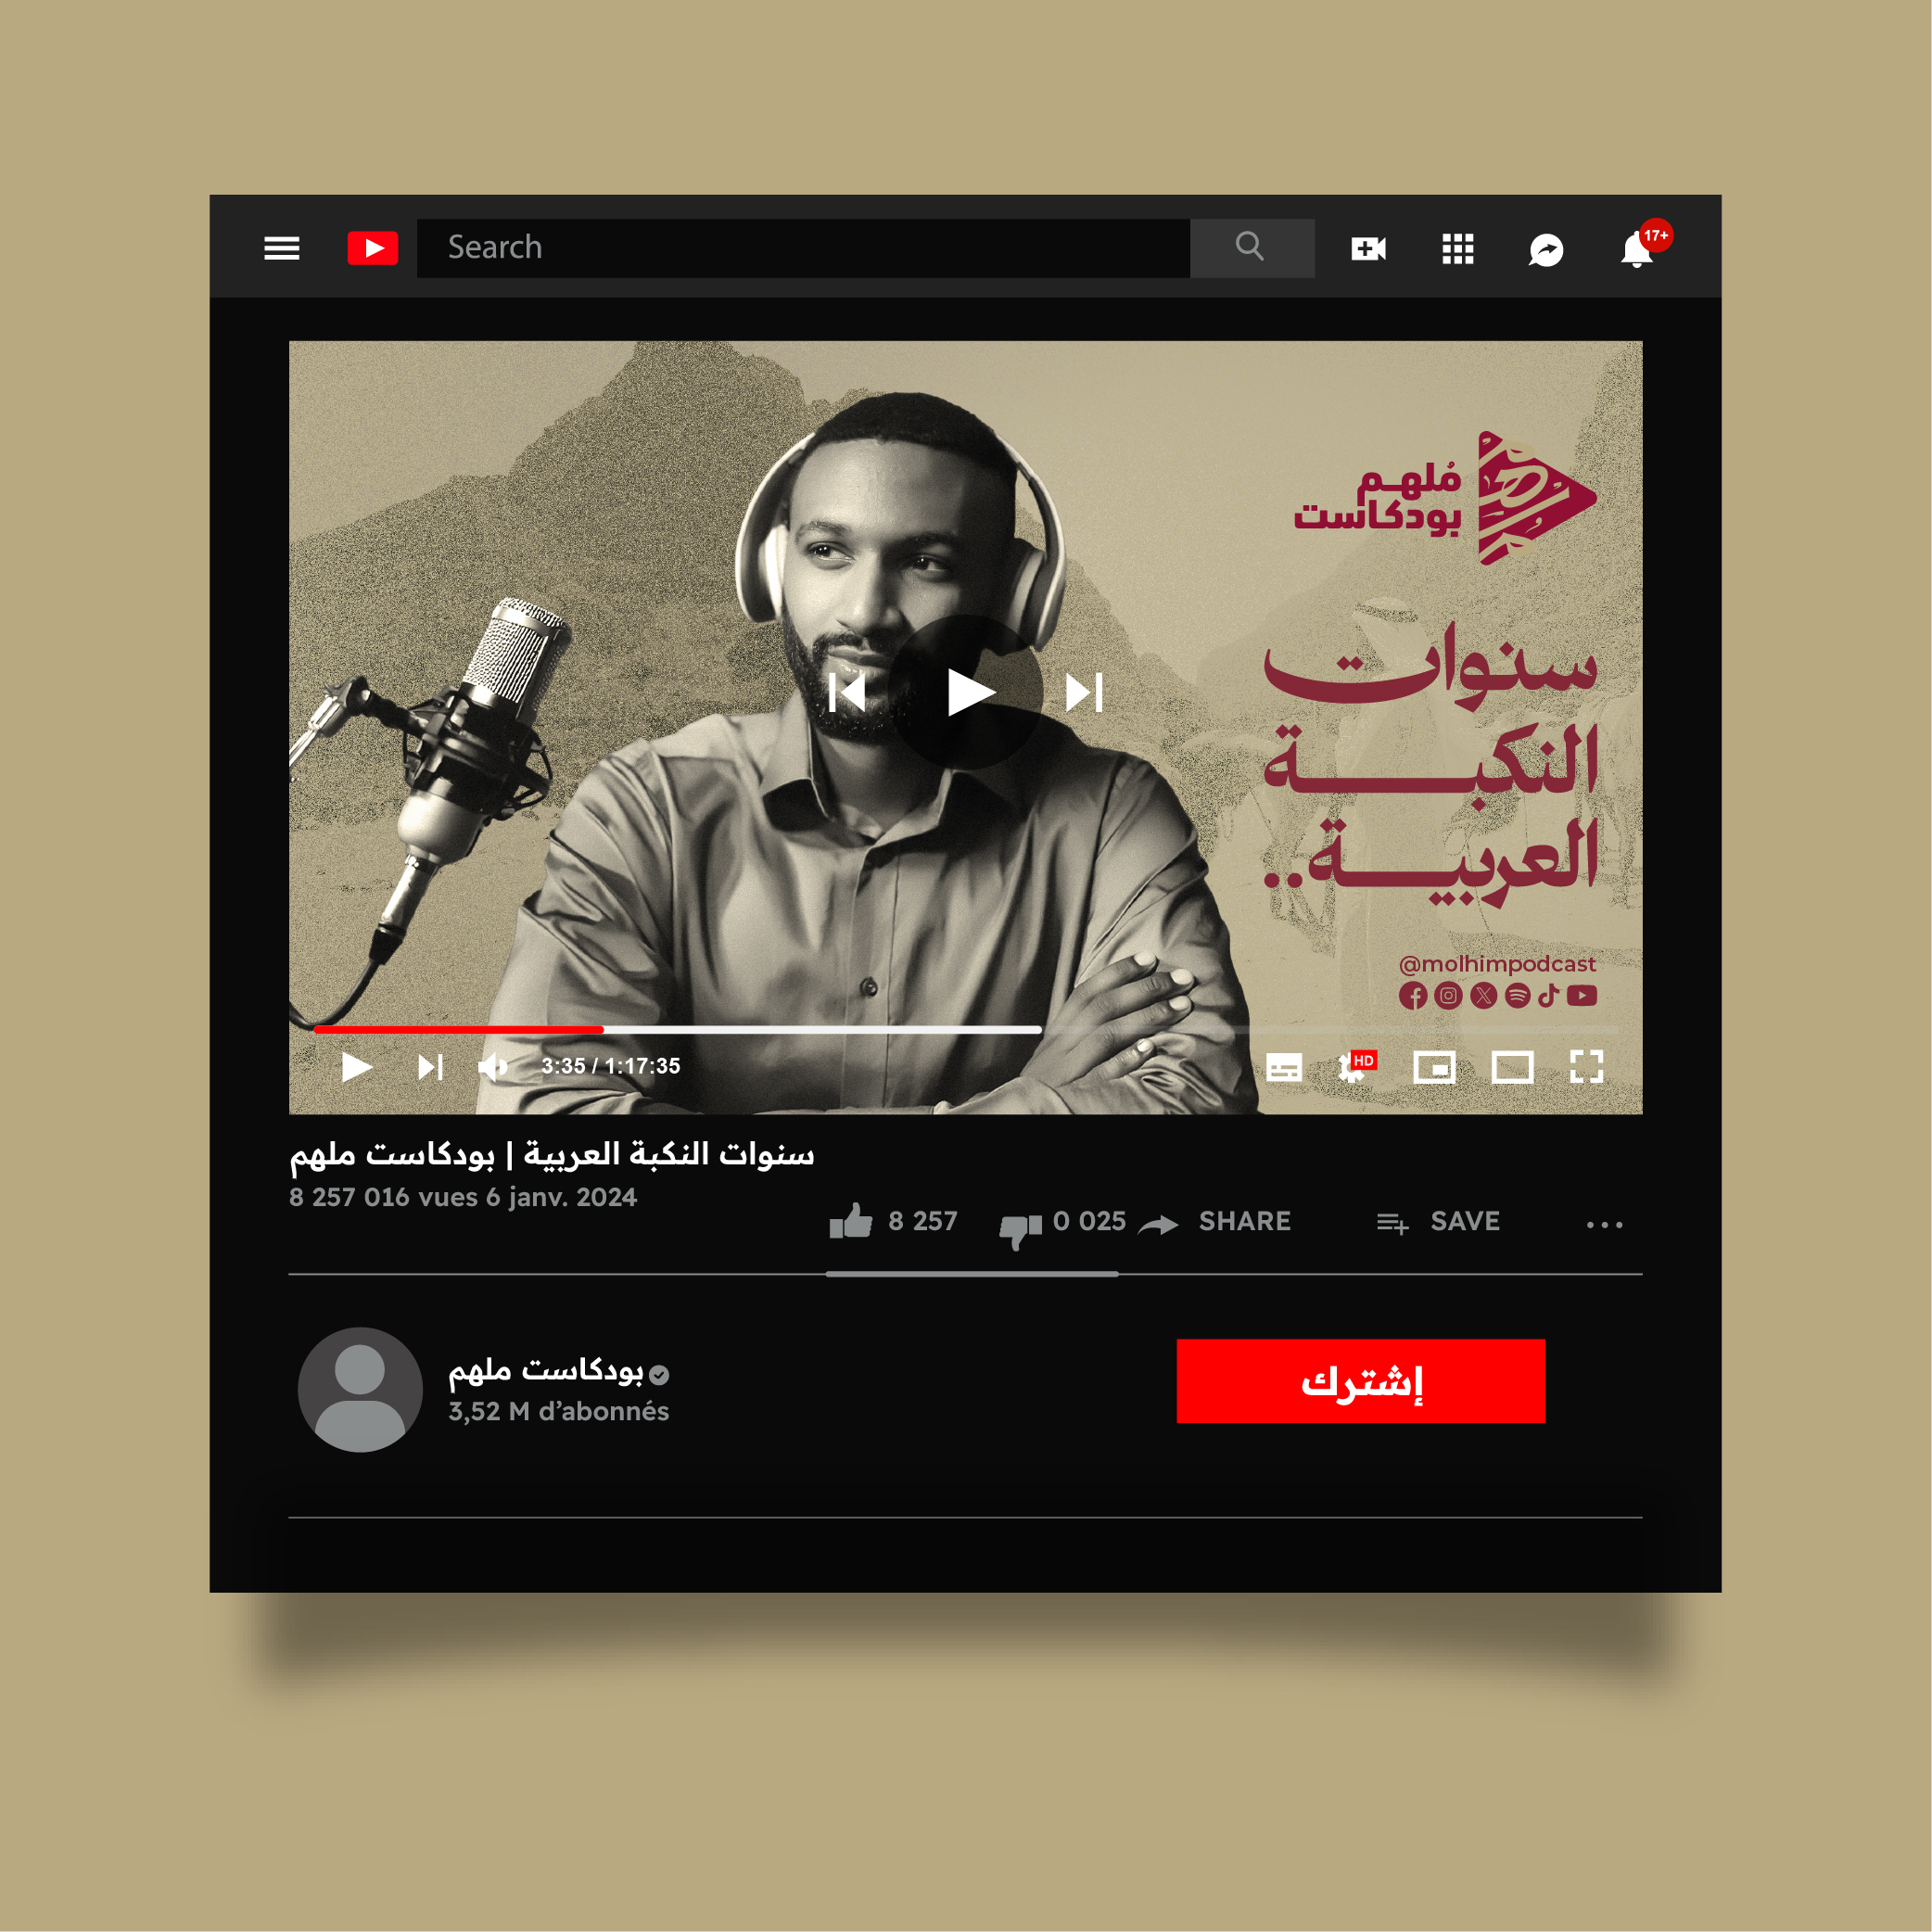 Search
17+
مُلهم
بودكاست
سنوات
النكبة
العربية..
@molhimpodcast
3:35 / 1:17:35
HD
سنوات النكبة العربية | بودكاست ملهم
8 257 016 vues 6 janv. 2024
8 257
0 025
SHARE
SAVE
بودكاست ملهم
3,52 M d'abonnés
إشترك